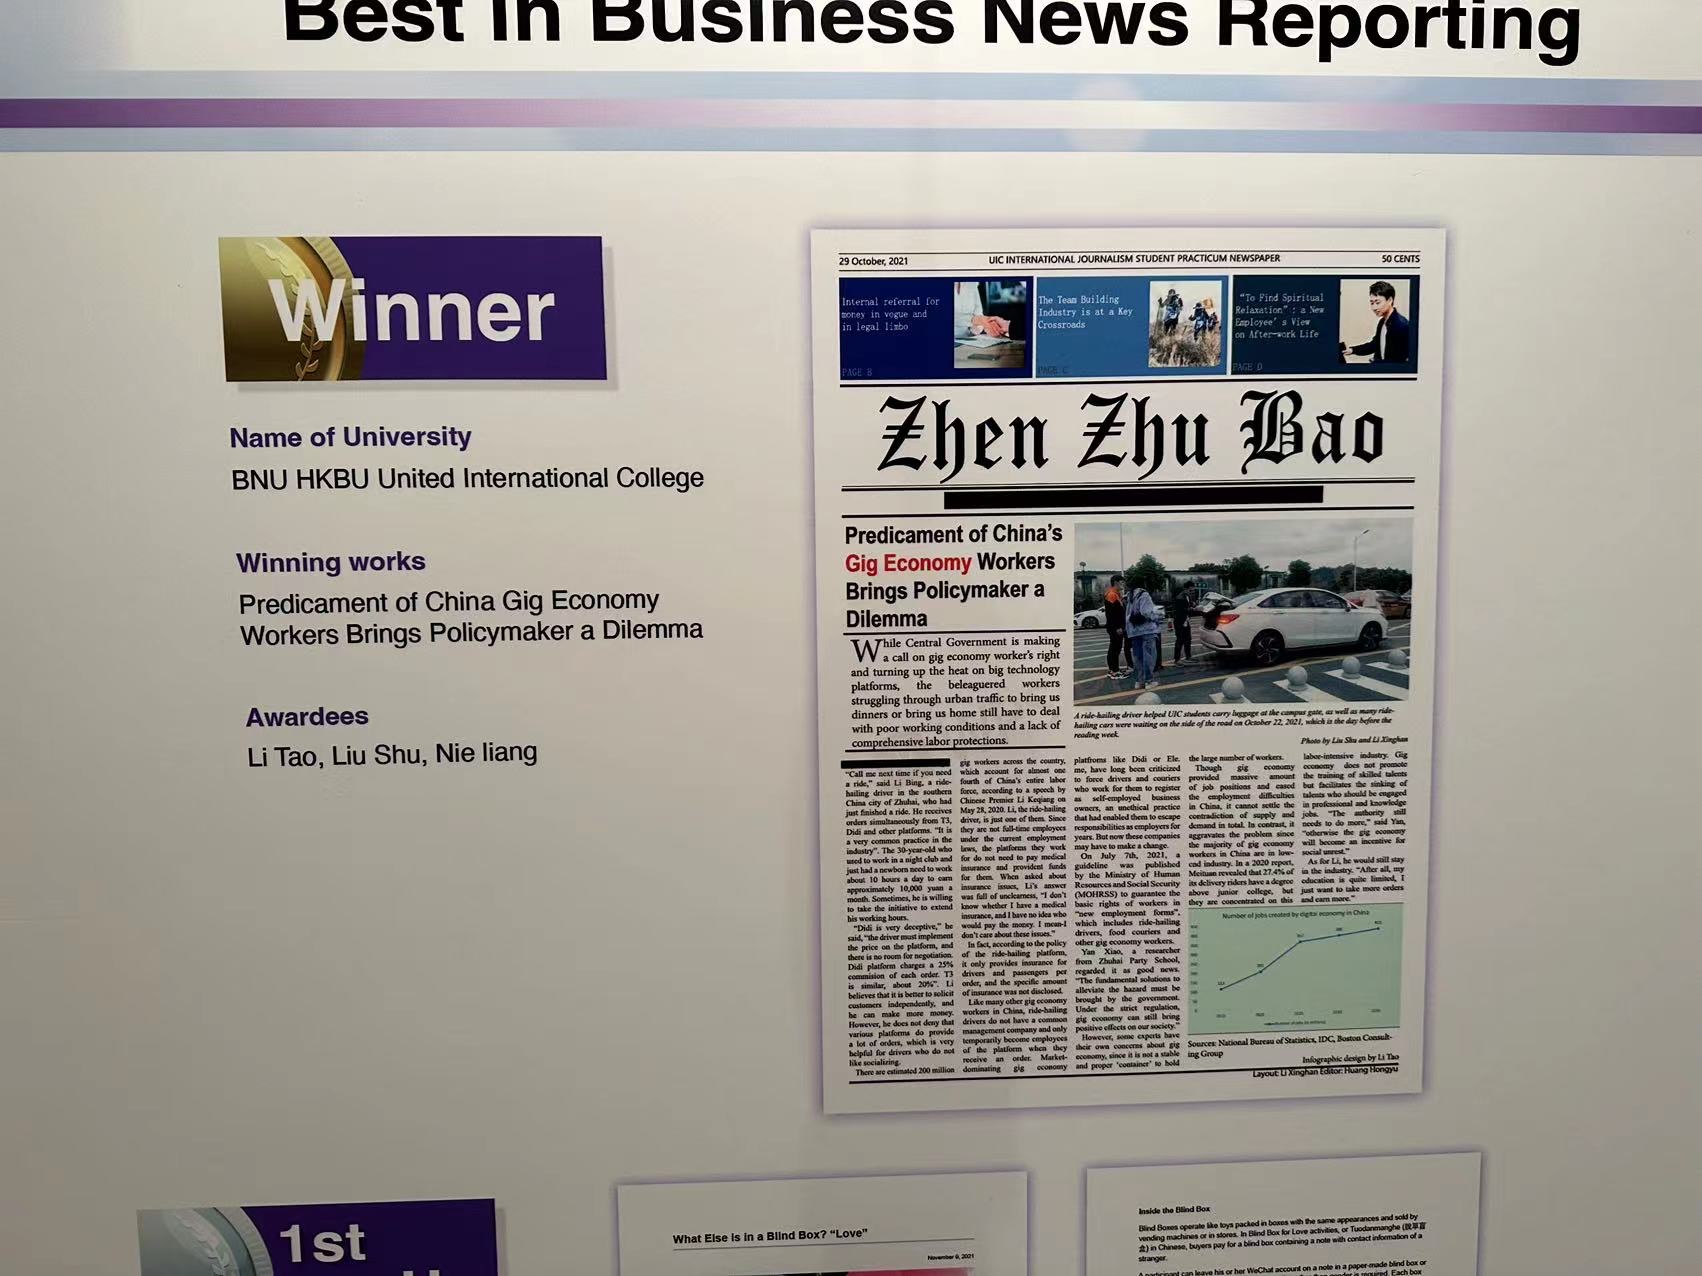 Best in Business News Reporting
Winner
Name of University
BNU HKBU United International College
Winning works
Predicament of China Gig Economy
Workers Brings Policymaker a Dilemma
Awardees
Li Tao, Liu Shu, Nie liang
29 October, 2021
UIC INTERNATIONAL JOURNALISM STUDENT PRACTICUM NEWSPAPER
50 CENTS
Internal referral for
money in vogue and
in legal limbo
PAGE B
The Team Building
Industry is at a Key
Crossroads
PAGE C
"To Find Spiritual
Relaxation" : a New
Employee's View
on After-work Life
PAGE D
Zhen Zhu Bao
Predicament of China's
Gig Economy Workers
Brings Policymaker a
Dilemma
While Central Government is making
a call on gig economy worker's right
and turning up the heat on big technology
platforms, the beleaguered workers
struggling through urban traffic to bring us
dinners or bring us home still have to deal
with poor working conditions and a lack of
comprehensive labor protections.
A ride-hailing driver helped UIC students carry luggage at the campus gate, as well as many ride-
hailing cars were waiting on the side of the road on October 22, 2021, which is the day before the
reading week.
Photo by Liu Shu and Li Xinghan
"Call me next time if you need
a ride," said Li Bing, a ride-
hailing driver in the southern
China city of Zhuhai, who had
just finished a ride. He receives
orders simultaneously from T3,
Didi and other platforms. "It is
a very common practice in the
industry". The 30-year-old who
used to work in a night club and
just had a newborn need to work
about 10 hours a day to earn
approximately 10,000 yuan a
month. Sometimes, he is willing
to take the initiative to extend
his working hours.
"Didi is very deceptive," he
said, "the driver must implement
the price on the platform, and
there is no room for negotiation.
Didi platform charges a 25%
commision of each order. T3
is similar, about 20%". Li
believes that it is better to solicit
customers independently, and
he can make more money.
However, he does not deny that
various platforms do provide
a lot of orders, which is very
helpful for drivers who do not
like socializing.
There are estimated 200 million
gig workers across the country,
which account for almost one
fourth of China's entire labor
force, according to a speech by
Chinese Premier Li Keqiang on
May 28, 2020. Li, the ride-hailing
driver, is just one of them. Since
they are not full-time employees
under the current employment
laws, the platforms they work
for do not need to pay medical
insurance and provident funds
for them. When asked about
insurance issues, Li's answer
was full of unclearness, "I don't
know whether I have a medical
insurance, and I have no idea who
would pay the money. I mean-I
don't care about these issues."
In fact, according to the policy
of the ride-hailing platform,
it only provides insurance for
drivers and passengers per
order, and the specific amount
of insurance was not disclosed.
Like many other gig economy
workers in China, ride-hailing
drivers do not have a common
management company and only
temporarily become employees
of the platform when they
receive an order. Market-
dominating gig economy
platfroms like Didi or Ele.
me, have long been criticized
to force drivers and couriers
who work for them to register
as self-employed business
owners, an unethical practice
that had enabled them to escape
responsibilities as employers for
years. But now these companies
may have to make a change.
On July 7th, 2021, a
guideline was published
by the Ministry of Human
Resources and Social Security
(MOHRSS) to guarantee the
basic rights of workers in
"new employment forms",
which includes ride-hailing
drivers, food couriers and
other gig economy workers.
Yan Xiao, a researcher
from Zhuhai Party School,
regarded it as good news.
"The fundamental solutions to
alleviate the hazard must be
brought by the government.
Under the strict regulation,
gig economy can still bring
positive effects on our society."
However, some experts have
their own concerns about gig
economy, since it is not a stable
and proper 'container' to hold
the large number of workers.
Though gig economy
provided massive amount
of job positions and eased
the employment difficulties
in China, it cannot settle the
contradiction of supply and
demand in total. In contrast, it
aggravates the problem since
the majority of gig economy
workers in China are in low-
end industry. In a 2020 report,
Meituan revealed that 27.4% of
its delivery riders have a degree
above junior college, but
they are concentrated on this
labor-intensive industry. Gig
economy does not promote
the training of skilled talents
but facilitates the sinking of
talents who should be engaged
in professional and knowledge
jobs. "The authority still
needs to do more," said Yan,
"otherwise the gig economy
will become an incentive for
social unrest."
As for Li, he would still stay
in the industry. "After all, my
education is quite limited, I
just want to take more orders
and earn more."
Number of jobs created by digital economy in China
Sources: National Bureau of Statistics, IDC, Boston Consult-
ing Group
Infographic design by Li Tao
Layout: Li Xinghan Editor: Huang Hongyu
1st
What Else is in a Blind Box? "Love"
November 9, 2021
Inside the Blind Box
Blind Boxes operate like toys packed in boxes with the same appearances and sold by
vending machines or in stores. In Blind Box for Love activities, or Tuodanmanghe (脫單盲
盒) in Chinese, buyers pay for a blind box containing a note with contact information of a
stranger.
A participant can leave his or her WeChat account on a note in a paper-made blind box or